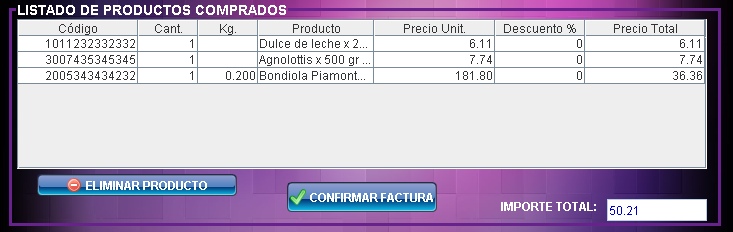 LISTADO DE PRODUCTOS COMPRADOS
Código Cant. Kg. Producto Precio Unit. Descuento % Precio Total
1011232332332 1 Dulce de leche x 2... 6.11 0 6.11
3007435345345 1 Agnolottis x 500 gr ... 7.74 0 7.74
2005343434232 1 0.200 Bondiola Piamont... 181.80 0 36.36
ELIMINAR PRODUCTO
CONFIRMAR FACTURA
IMPORTE TOTAL: 50.21